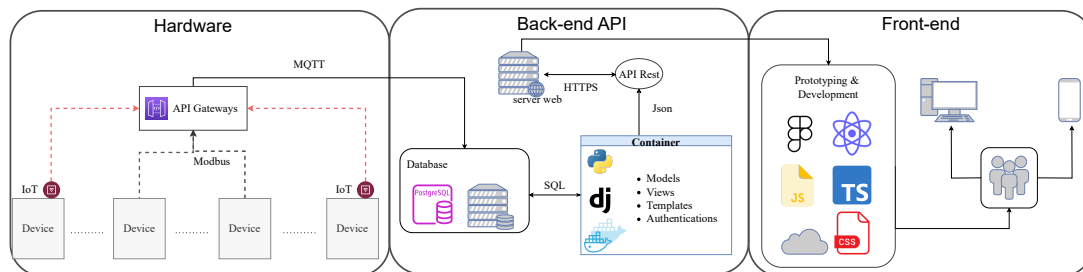 Hardware
MQTT
API Gateways
Modbus
IoT
IoT
Device
Device
Device
Device
Back-end API
server web
HTTPS
API Rest
Json
Database
PostgreSQL
SQL
Container
dj
Models
Views
Templates
Authentications
Front-end
Prototyping &
Development
JS
TS
CSS